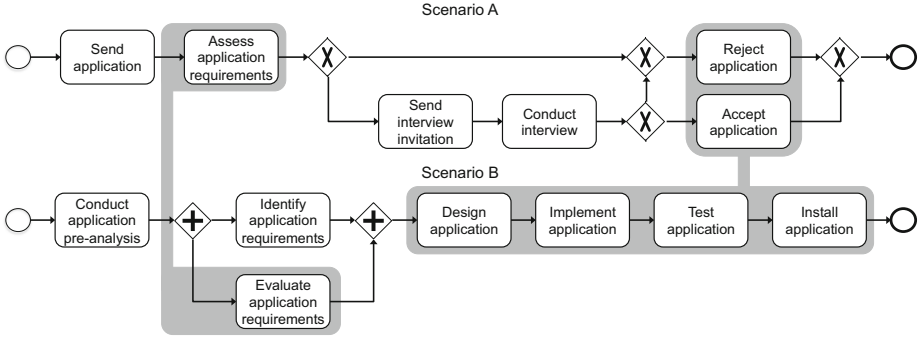 Scenario A
Send
application
Assess
application
requirements
Reject
application
Send
interview
invitation
Conduct
interview
Accept
application
Scenario B
Conduct
application
pre-analysis
Identify
application
requirements
Design
application
Implement
application
Test
application
Install
application
Evaluate
application
requirements